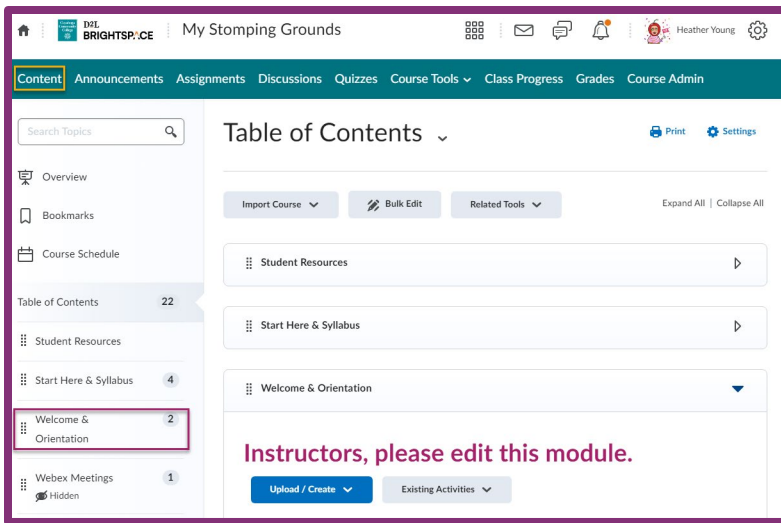 D2L
BRIGHTSPACE
My Stomping Grounds
Heather Young
Content Announcements Assignments Discussions Quizzes Course Tools Class Progress Grades Course Admin
Search Topics
Overview
Bookmarks
Course Schedule
Table of Contents 22
Student Resources
Start Here & Syllabus 4
Welcome & 2
Orientation
Webex Meetings 1
Hidden
Table of Contents
Print Settings
Import Course Bulk Edit Related Tools Expand All | Collapse All
Student Resources
Start Here & Syllabus
Welcome & Orientation
Instructors, please edit this module.
Upload / Create Existing Activities